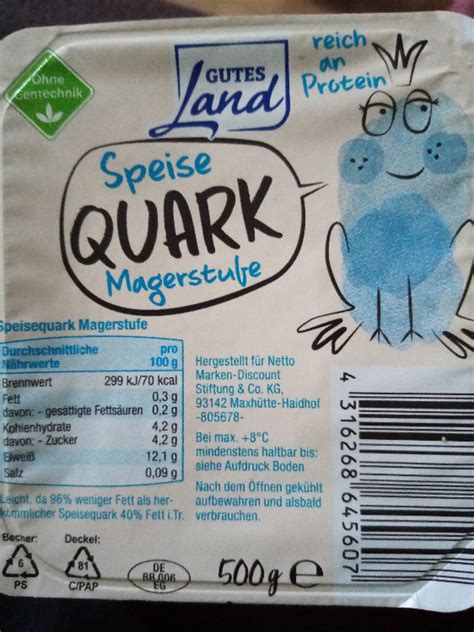 Ohne
Gentechnik
GUTES
Land
reich
an
Protein
Speise
QUARK
Magerstufe
Speisequark Magerstufe
Durchschnittliche pro
Nährwerte 100 g
Brennwert 299 kJ/70 kcal
Fett 0,3 g
davon: - gesättigte Fettsäuren 0,2 g
Kohlenhydrate 4,2 g
davon: - Zucker 4,2 g
Eiweiß 12,1 g
Salz 0,09 g
Leicht, da 96% weniger Fett als her-
kömmlicher Speisequark 40% Fett i.Tr.
Hergestellt für Netto
Marken-Discount
Stiftung & Co. KG,
93142 Maxhütte-Haidhof
-805678-
Bei max. +8°C
mindestens haltbar bis:
siehe Aufdruck Boden
Nach dem Öffnen gekühlt
aufbewahren und alsbald
verbrauchen.
Becher: Deckel:
6 81
PS C/PAP
DE
BB 006
EG
500g e
4 316268 645607